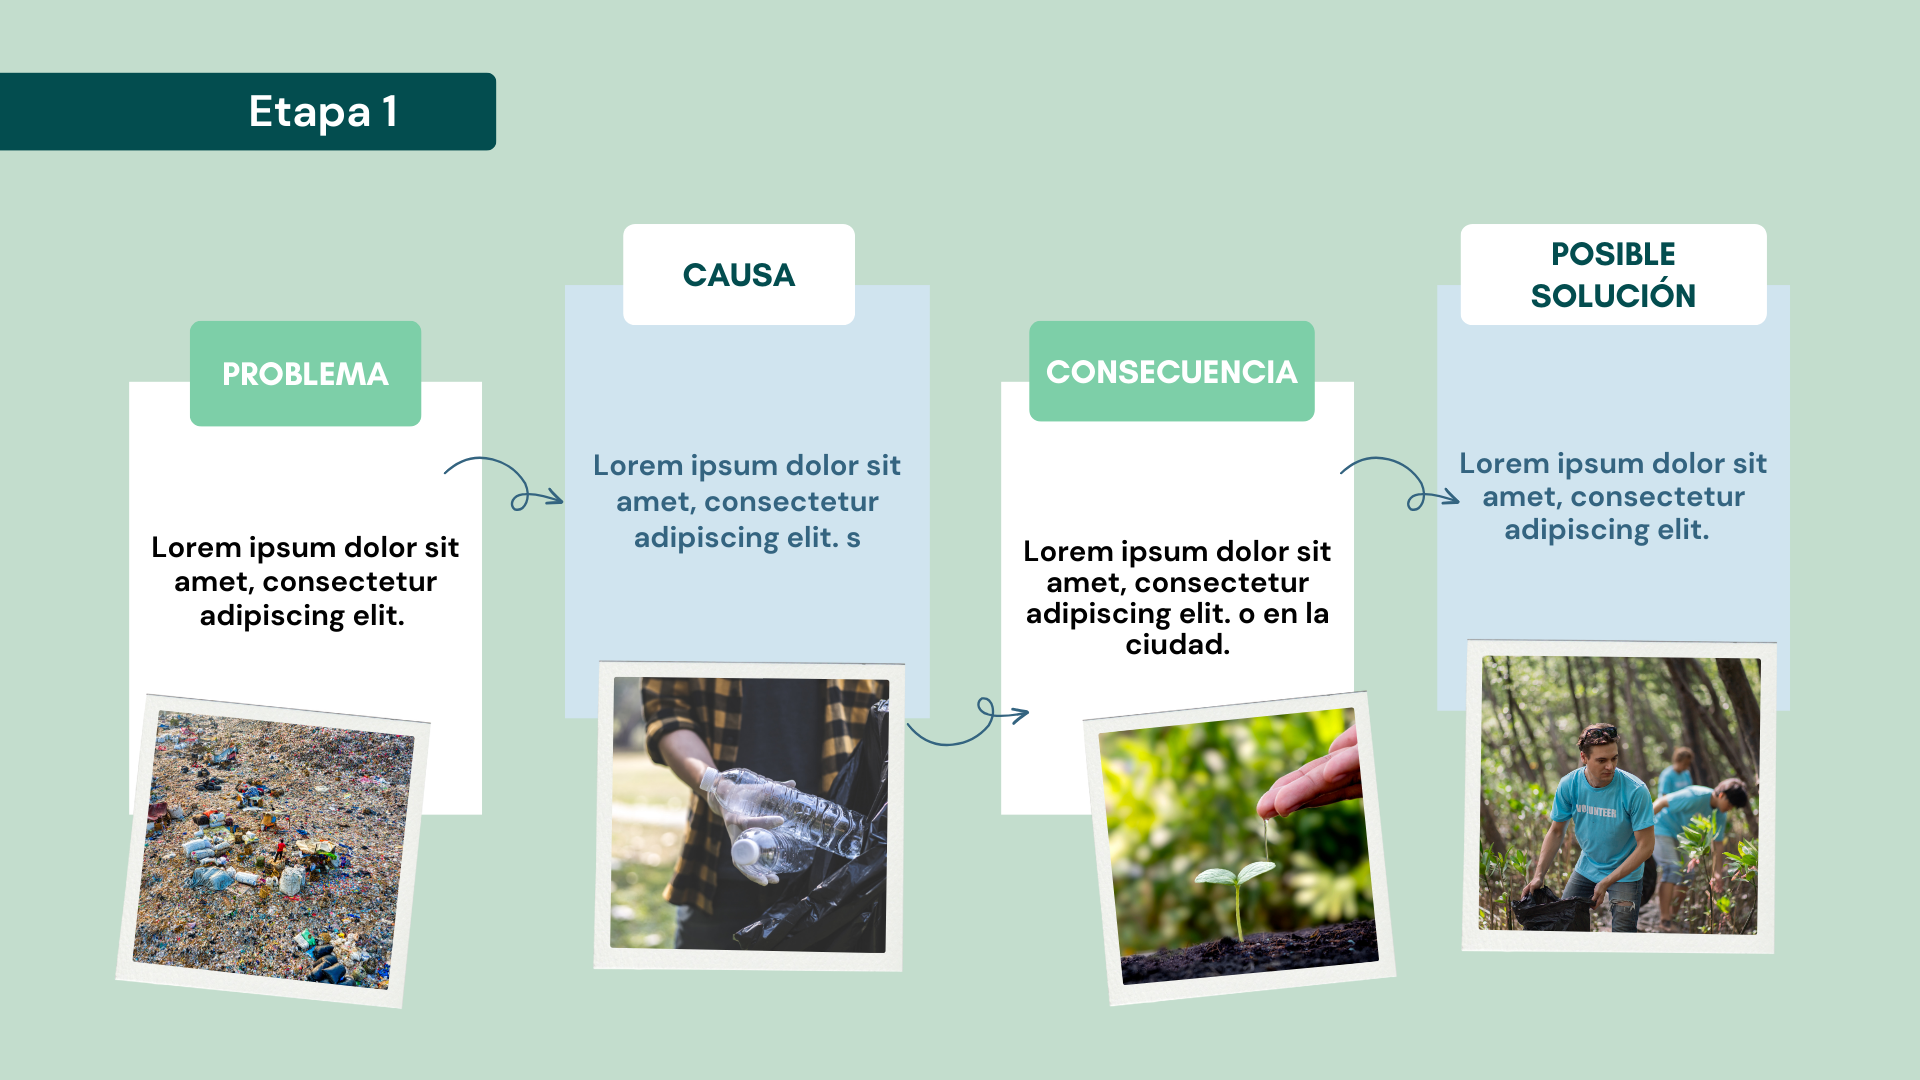 Etapa 1
PROBLEMA
Lorem ipsum dolor sit
amet, consectetur
adipiscing elit.
CAUSA
Lorem ipsum dolor sit
amet, consectetur
adipiscing elit. s
CONSECUENCIA
Lorem ipsum dolor sit
amet, consectetur
adipiscing elit. o en la
ciudad.
POSIBLE
SOLUCIÓN
Lorem ipsum dolor sit
amet, consectetur
adipiscing elit.
VOLUNTEER